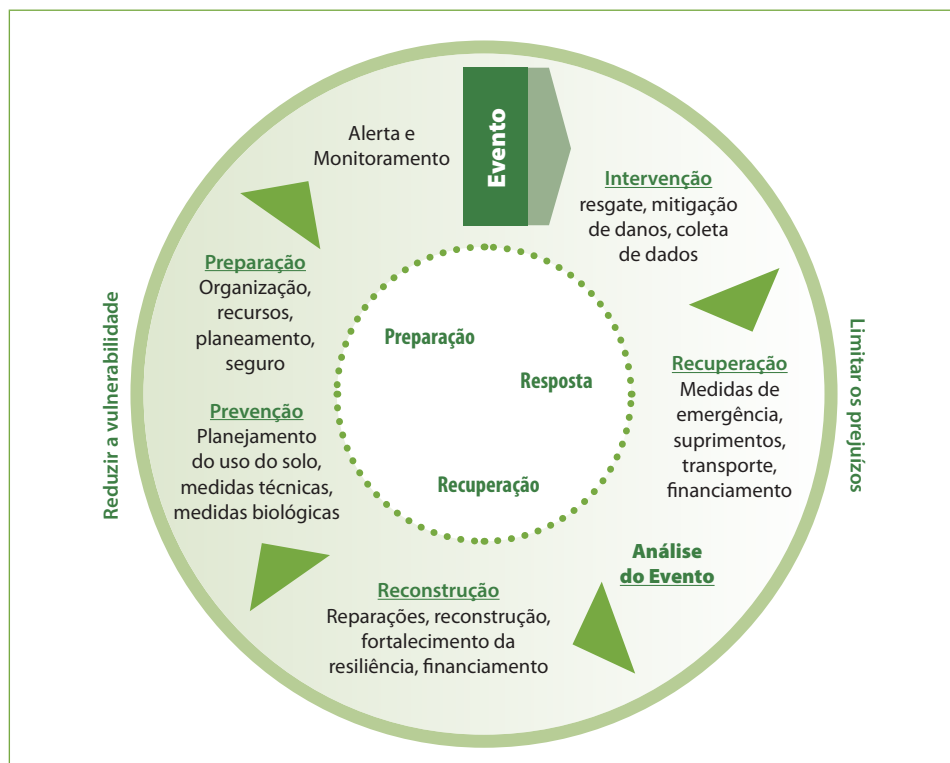 Alerta e
Monitoramento
Evento
Intervenção
resgate, mitigação
de danos, coleta
de dados
Recuperação
Medidas de
emergência,
suprimentos,
transporte,
financiamento
Limitar os prejuízos
Análise
do Evento
Reconstrução
Reparações, reconstrução,
fortalecimento da
resiliência, financiamento
Prevenção
Planejamento
do uso do solo,
medidas técnicas,
medidas biológicas
Preparação
Organização,
recursos,
planeamento,
seguro
Reduzir a vulnerabilidade
Preparação
Resposta
Recuperação